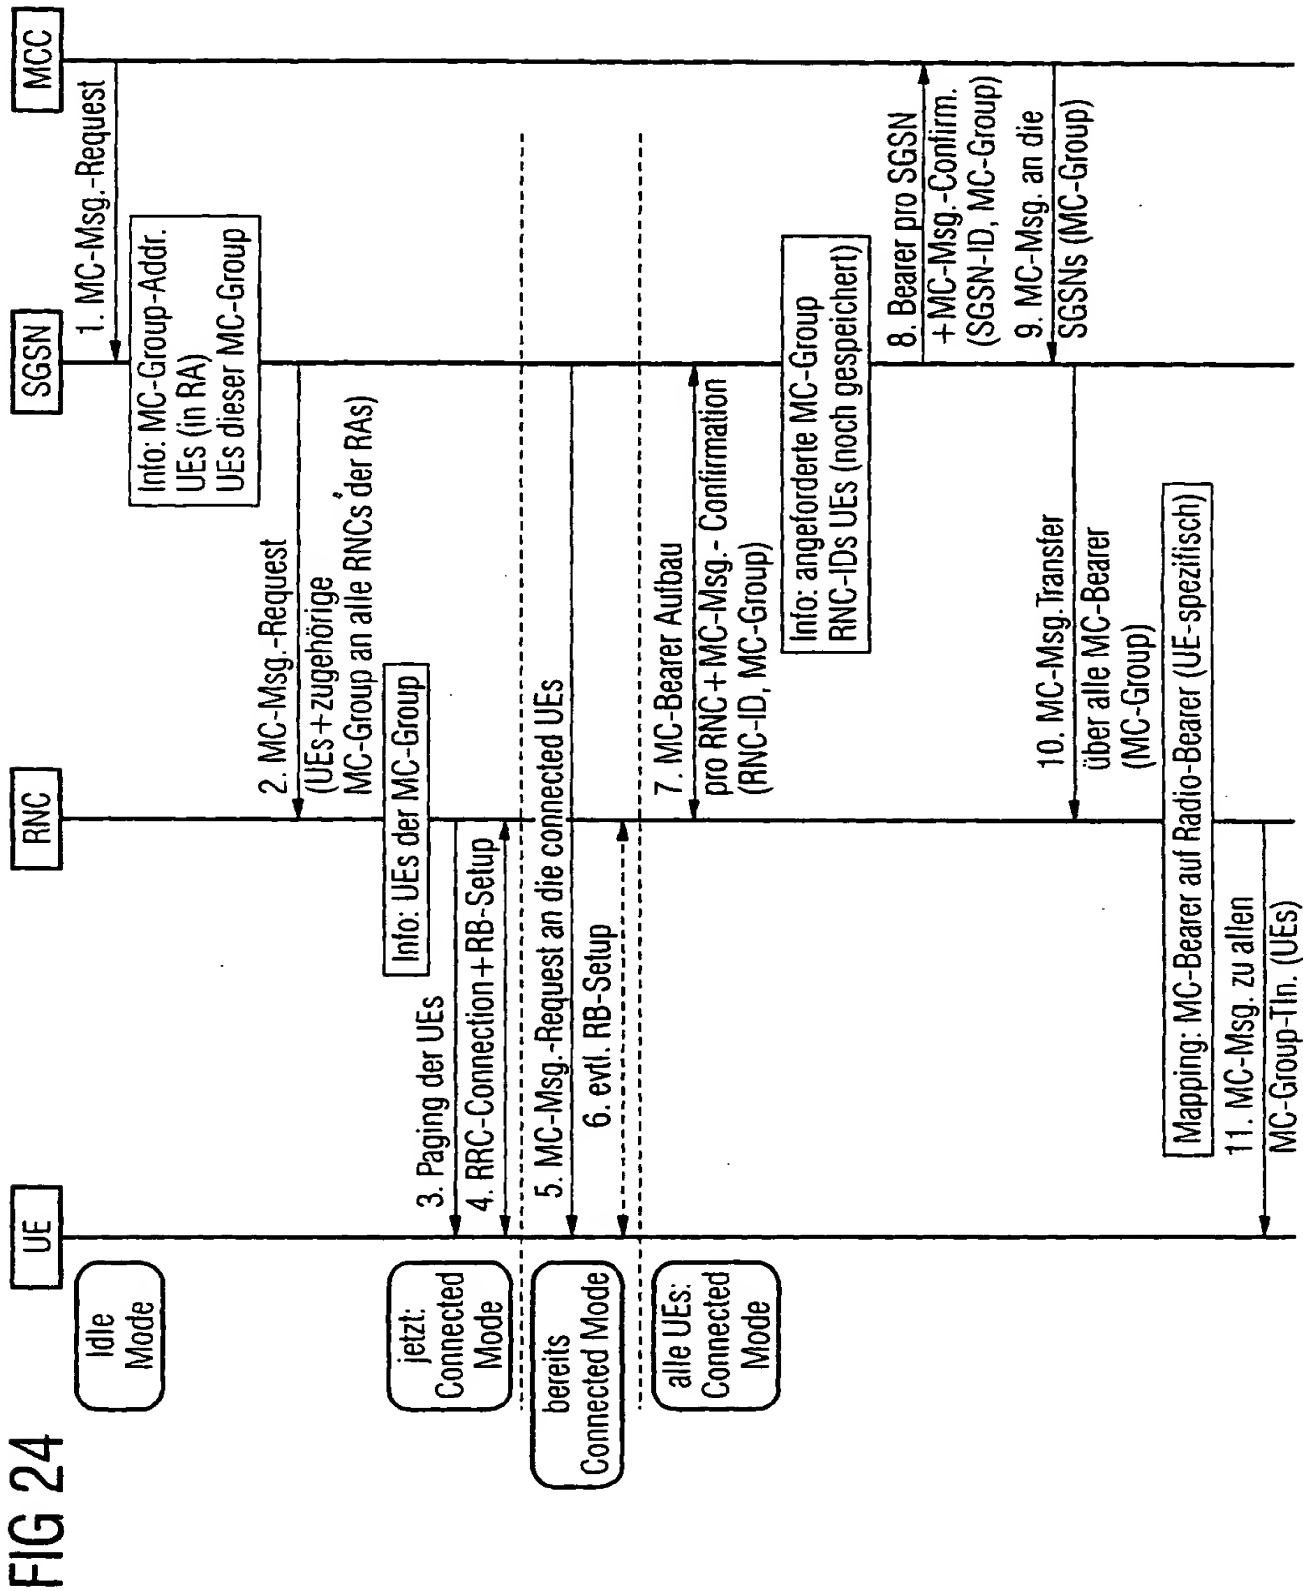 FIG 24
UE
RNC
SGSN
MCC
Idle
Mode
1. MC-Msg.-Request
Info: MC-Group-Addr.
UEs (in RA)
UEs dieser MC-Group
2. MC-Msg.-Request
(UEs+zugehörige
MC-Group an alle RNCs der RAs)
Info: UEs der MC-Group
jetzt:
Connected
Mode
3. Paging der UEs
4. RRC-Connection+RB-Setup
bereits
Connected Mode
5. MC-Msg.-Request an die connected UEs
6. evtl. RB-Setup
alle UEs:
Connected
Mode
7. MC-Bearer Aufbau
pro RNC+MC-Msg.- Confirmation
(RNC-ID, MC-Group)
Info: angeforderte MC-Group
RNC-IDs UEs (noch gespeichert)
8. Bearer pro SGSN
+MC-Msg.-Confirm.
(SGSN-ID, MC-Group)
9. MC-Msg. an die
SGSNs (MC-Group)
10. MC-Msg.Transfer
über alle MC-Bearer
(MC-Group)
Mapping: MC-Bearer auf Radio-Bearer (UE-spezifisch)
11. MC-Msg. zu allen
MC-Group-Tln. (UEs)